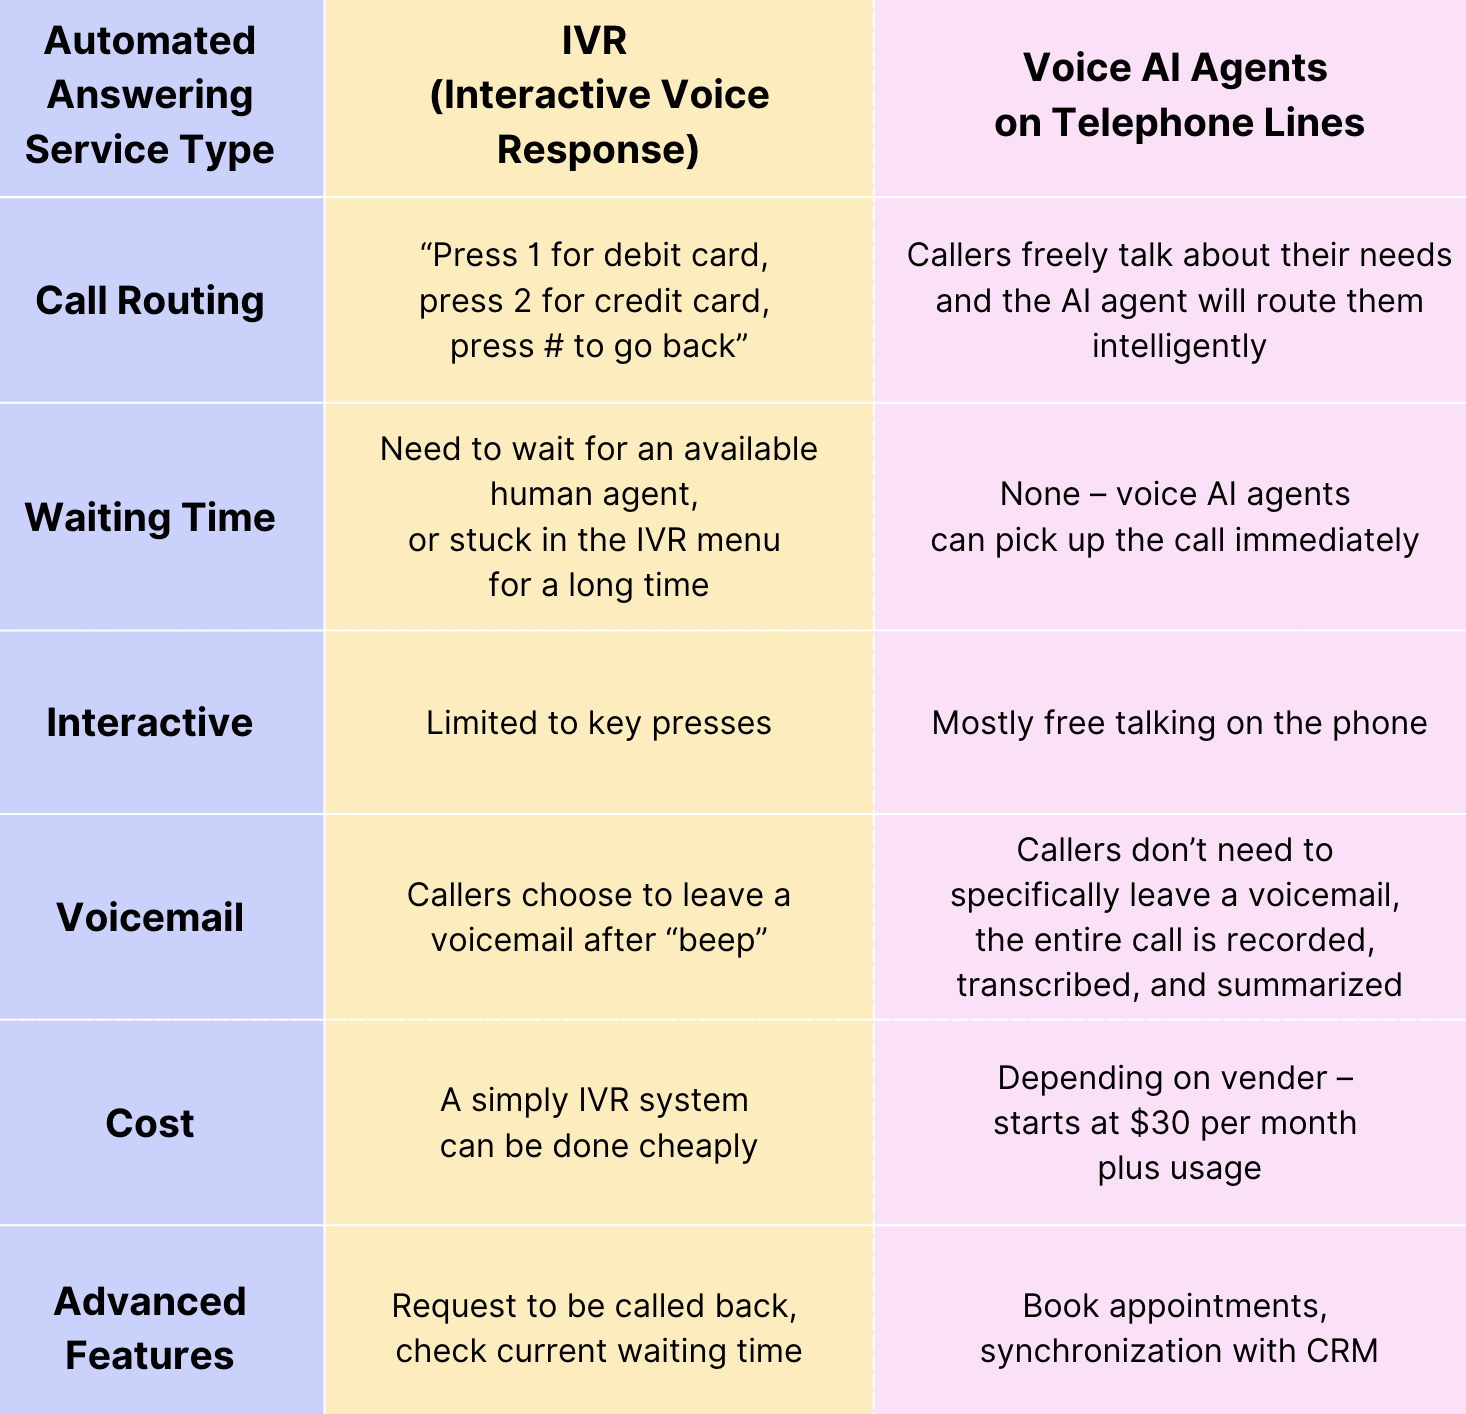 Automated
Answering
Service Type
IVR
(Interactive Voice
Response)
Voice AI Agents
on Telephone Lines
Call Routing
“Press 1 for debit card,
press 2 for credit card,
press # to go back”
Callers freely talk about their needs
and the AI agent will route them
intelligently
Waiting Time
Need to wait for an available
human agent,
or stuck in the IVR menu
for a long time
None – voice AI agents
can pick up the call immediately
Interactive
Limited to key presses
Mostly free talking on the phone
Voicemail
Callers choose to leave a
voicemail after “beep”
Callers don’t need to
specifically leave a voicemail,
the entire call is recorded,
transcribed, and summarized
Cost
A simply IVR system
can be done cheaply
Depending on vender –
starts at $30 per month
plus usage
Advanced
Features
Request to be called back,
check current waiting time
Book appointments,
synchronization with CRM